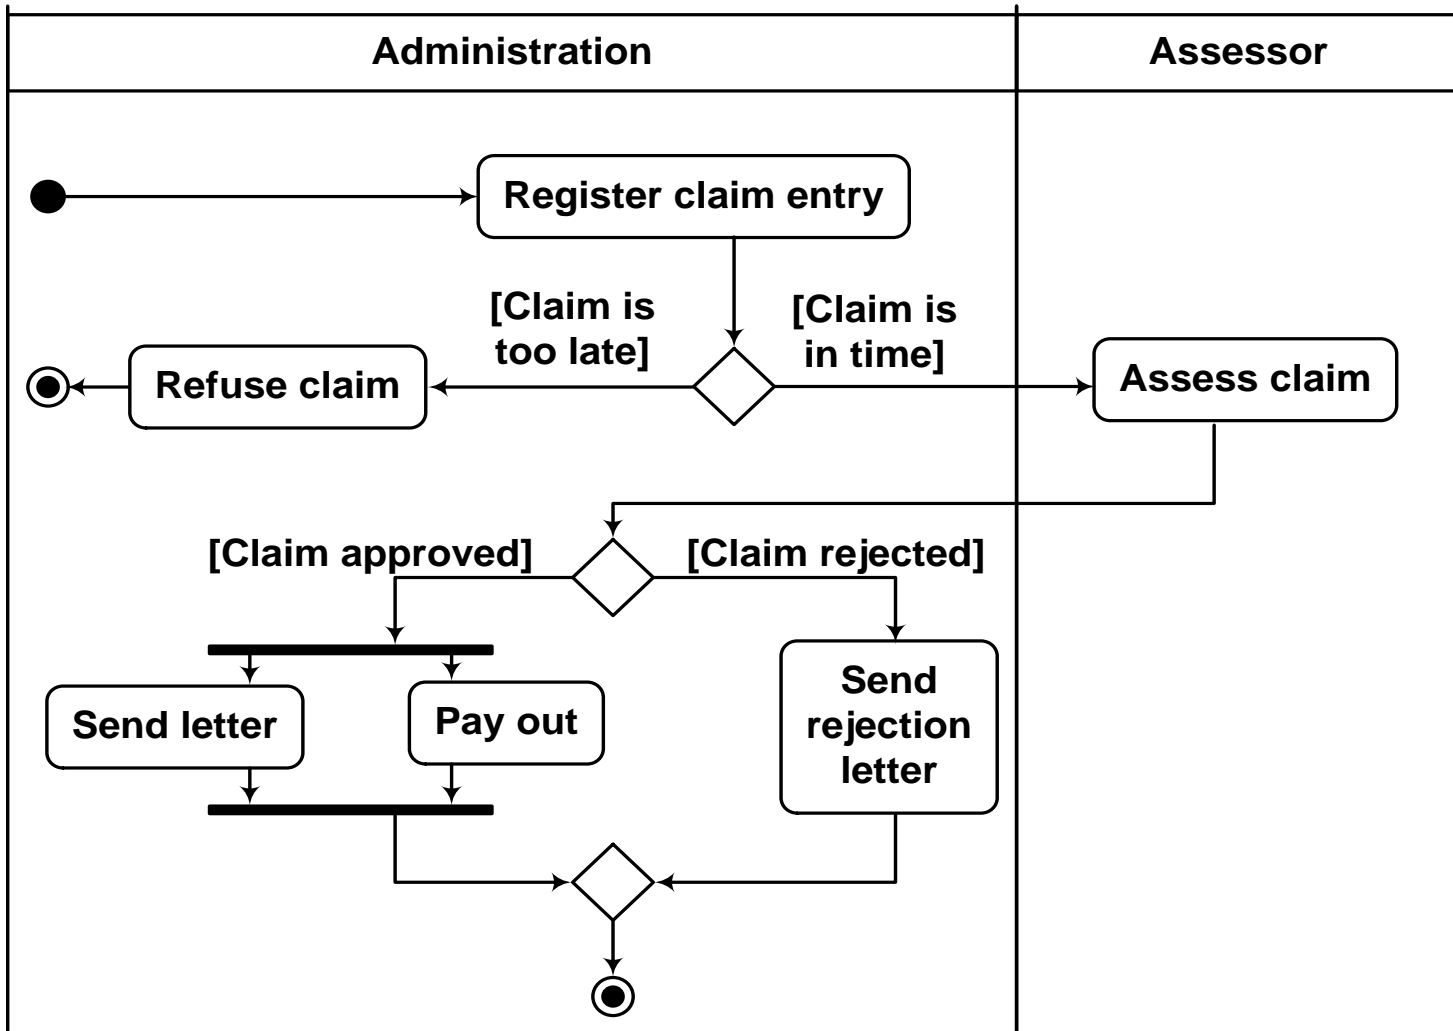 Administration
Assessor
Register claim entry
[Claim is
too late]
[Claim is
in time]
Refuse claim
Assess claim
[Claim approved]
[Claim rejected]
Send letter
Pay out
Send
rejection
letter